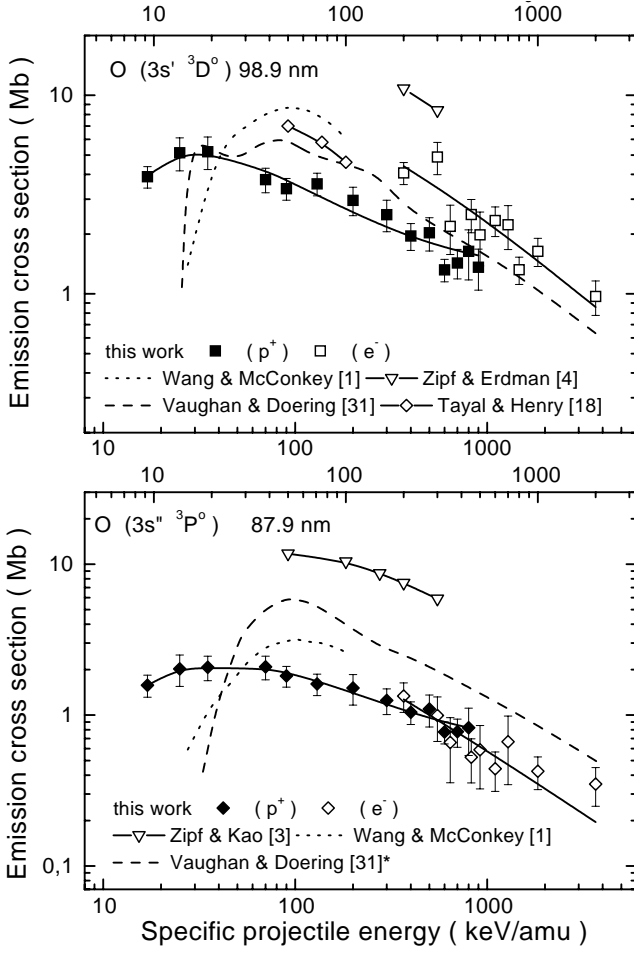 10 100 1000
O (3s' ³Dᵒ) 98.9 nm
10
1
Emission cross section ( Mb )
this work ( p⁺ ) ( e⁻ )
Wang & McConkey [1] Zipf & Erdman [4]
Vaughan & Doering [31] Tayal & Henry [18]
10 100 1000
10 100 1000
O (3s" ³Pᵒ ) 87.9 nm
10
1
0,1
Emission cross section ( Mb )
this work ( p⁺ ) ( e⁻ )
Zipf & Kao [3] Wang & McConkey [1]
Vaughan & Doering [31]*
10 100 1000
Specific projectile energy ( keV/amu )